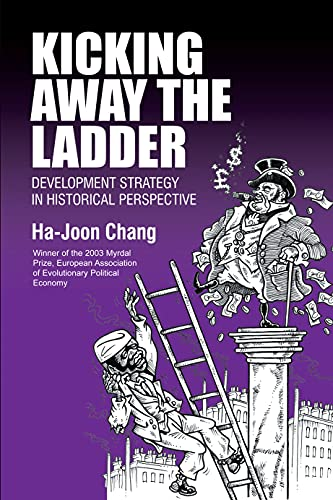 KICKING
AWAY THE
LADDER
DEVELOPMENT STRATEGY
IN HISTORICAL PERSPECTIVE
Ha-Joon Chang
Winner of the 2003 Myrdal
Prize, European Association
of Evolutionary Political
Economy